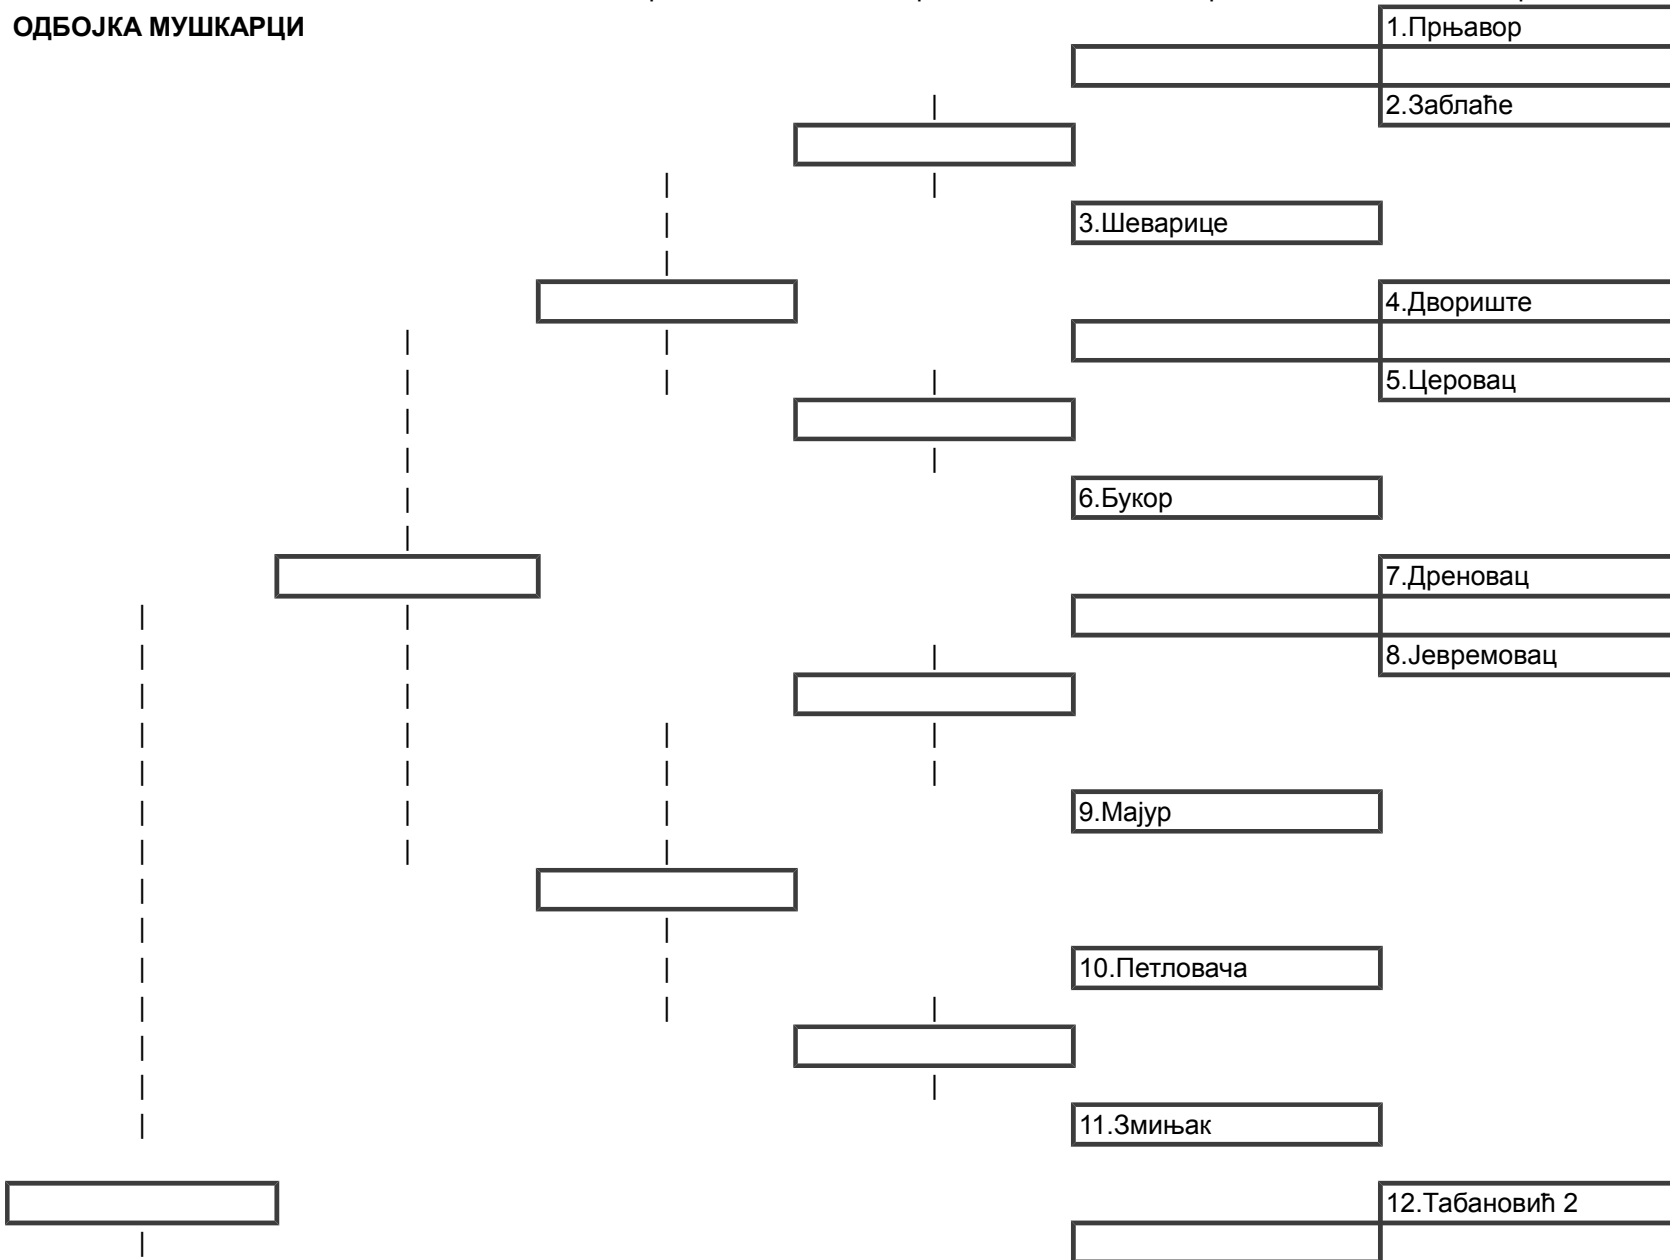 ОДБОЈКА МУШКАРЦИ
1.Прњавор
2.Заблаће
3.Шеварице
4.Двориште
5.Церовац
6.Букор
7.Дреновац
8.Јевремовац
9.Мајур
10.Петловача
11.Змињак
12.Табановић 2